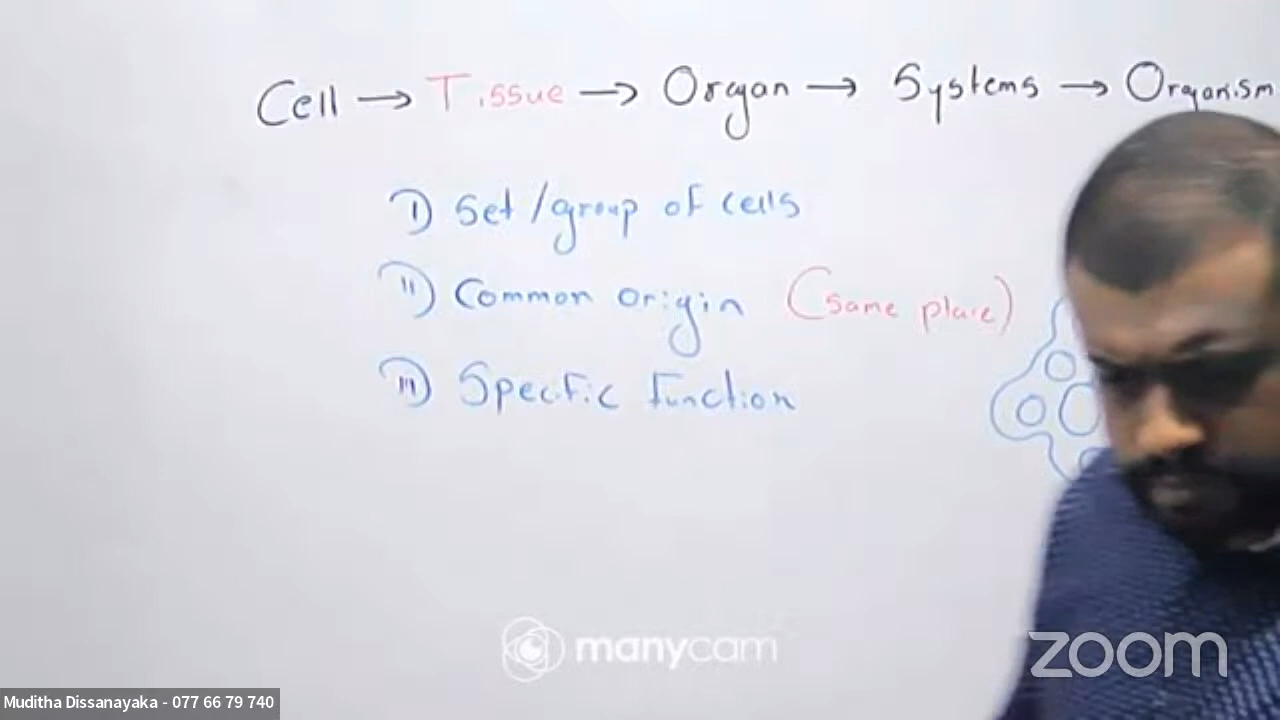 Cell → Tissue → Organ → Systems → Organism
I) Set/group of cells
II) Common origin (same place)
III) Specific function
manycam
zoom
Muditha Dissanayaka - 077 66 79 740